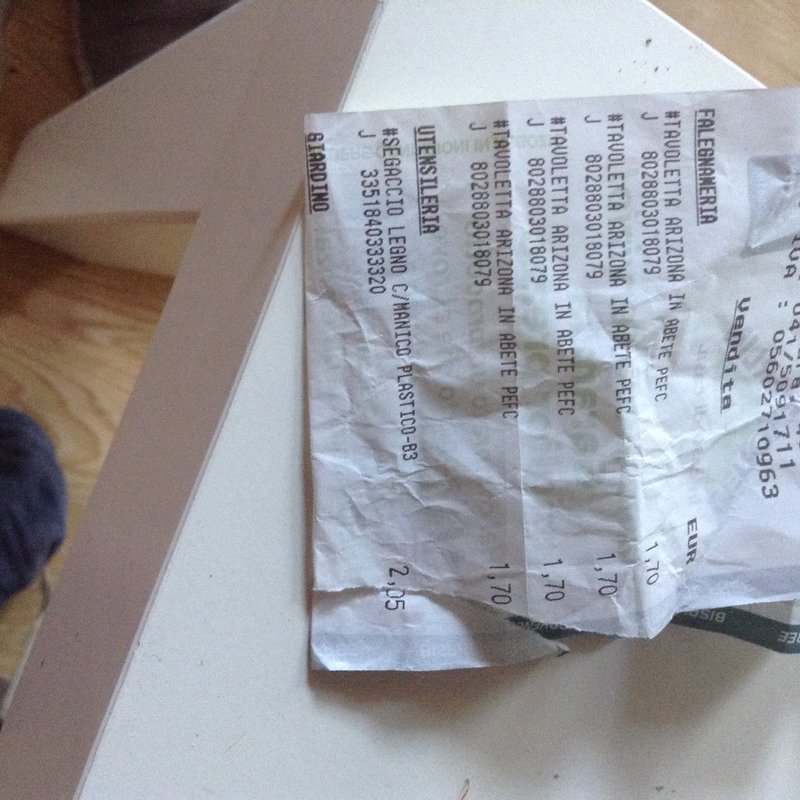 IVA : 05602710963
Vendita
EUR
FALEGNAMERIA
#TAVOLETTA ARIZONA IN ABETE PEFC
J 8028803018079 1,70
#TAVOLETTA ARIZONA IN ABETE PEFC
J 8028803018079 1,70
#TAVOLETTA ARIZONA IN ABETE PEFC
J 8028803018079 1,70
#TAVOLETTA ARIZONA IN ABETE PEFC
J 8028803018079 1,70
UTENSILERIA
#SEGACCIO LEGNO C/MANICO PLASTICO-B3
J 3351840333320 2,05
GIARDINO